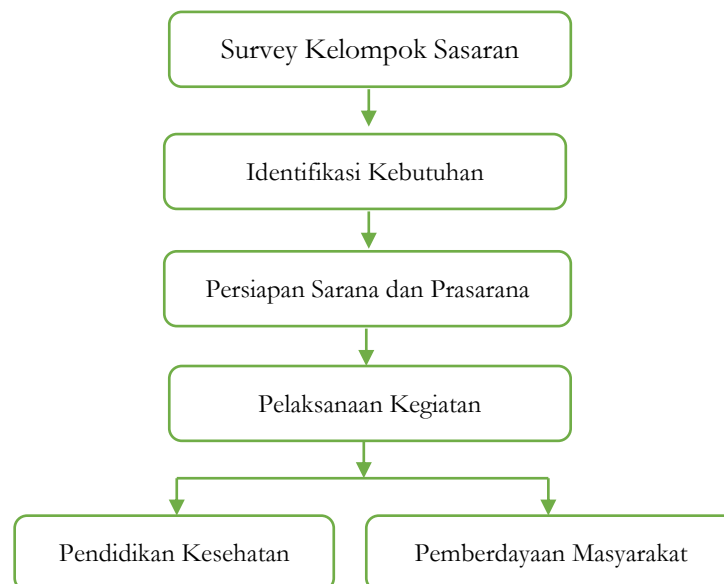 Survey Kelompok Sasaran
Identifikasi Kebutuhan
Persiapan Sarana dan Prasarana
Pelaksanaan Kegiatan
Pendidikan Kesehatan
Pemberdayaan Masyarakat